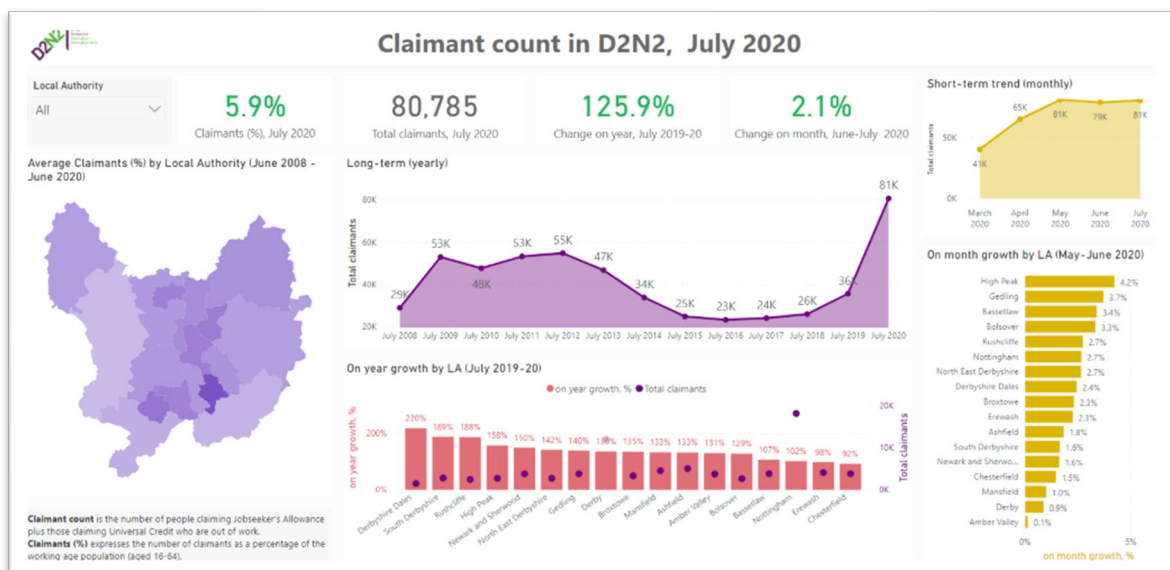 D2N2
Claimant count in D2N2, July 2020
Local Authority
All
5.9%
Claimants (%), July 2020
80,785
Total claimants, July 2020
125.9%
Change on year, July 2019-20
2.1%
Change on month, June-July 2020
Short-term trend (monthly)
Total claimants
50K
0K
41K
65K
81K
79K
81K
March
2020
April
2020
May
2020
June
2020
July
2020
Average Claimants (%) by Local Authority (June 2008 -
June 2020)
Long-term (yearly)
Total claimants
80K
60K
40K
20K
29K
53K
48K
53K
55K
47K
34K
25K
23K
24K
26K
36K
81K
July 2008
July 2009
July 2010
July 2011
July 2012
July 2013
July 2014
July 2015
July 2016
July 2017
July 2018
July 2019
July 2020
On year growth by LA (July 2019-20)
on year growth, %
Total claimants
on year growth, %
200%
0%
220%
189%
188%
158%
150%
142%
140%
135%
133%
133%
131%
129%
107%
102%
98%
92%
20K
10K
0K
Total claimants
Derbyshire Dales
South Derbyshire
Rushcliffe
High Peak
Newark and Sherwood
North East Derbyshire
Gedling
Derby
Broxtowe
Mansfield
Ashfield
Amber Valley
Bolsover
Bassetlaw
Nottingham
Erewash
Chesterfield
On month growth by LA (May-June 2020)
High Peak 4.2%
Gedling 3.7%
Bassetlaw 3.4%
Bolsover 3.3%
Rushcliffe 2.7%
Nottingham 2.7%
North East Derbyshire 2.7%
Derbyshire Dales 2.4%
Broxtowe 2.3%
Erewash 2.3%
Ashfield 1.8%
South Derbyshire 1.6%
Newark and Sherwo... 1.6%
Chesterfield 1.5%
Mansfield 1.0%
Derby 0.9%
Amber Valley 0.1%
0%
5%
on month growth, %
Claimant count is the number of people claiming Jobseeker's Allowance
plus those claiming Universal Credit who are out of work.
Claimants (%) expresses the number of claimants as a percentage of the
working age population (aged 16-64).